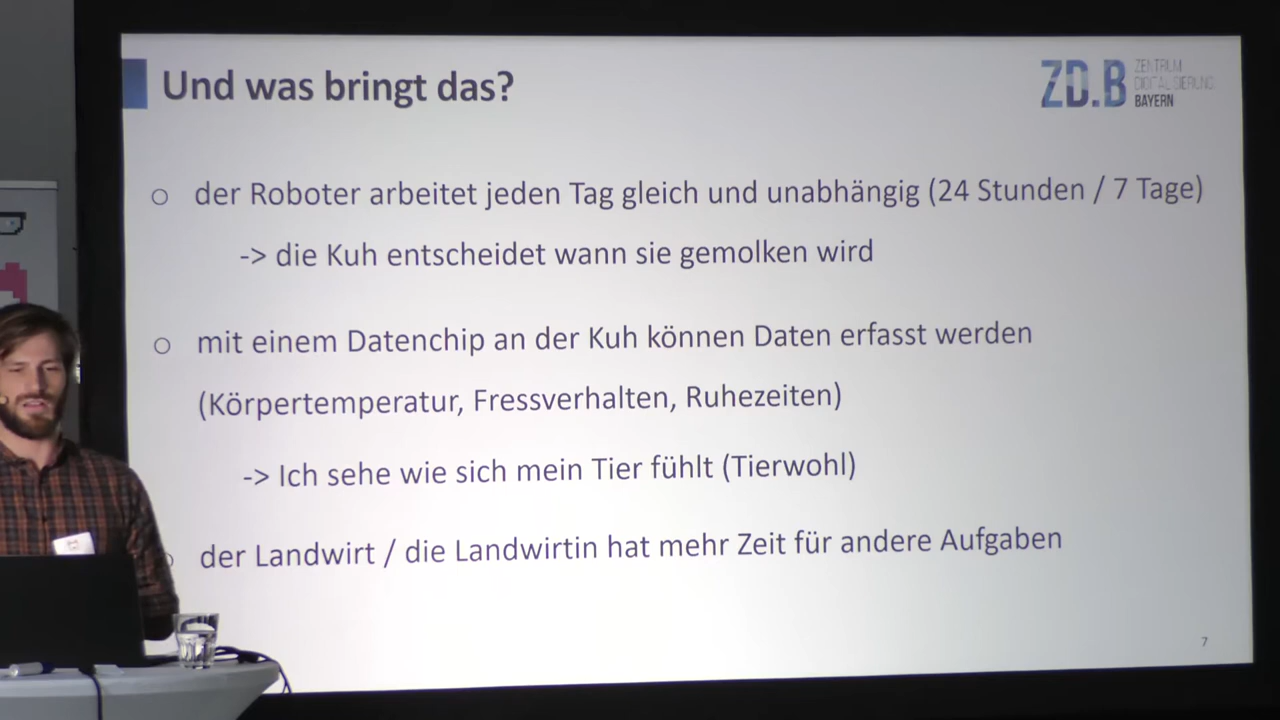 Und was bringt das?
ZD.B
ZENTRUM
DIGITALISIERUNG
BAYERN
○ der Roboter arbeitet jeden Tag gleich und unabhängig (24 Stunden / 7 Tage)
-> die Kuh entscheidet wann sie gemolken wird
○ mit einem Datenchip an der Kuh können Daten erfasst werden
(Körpertemperatur, Fressverhalten, Ruhezeiten)
-> Ich sehe wie sich mein Tier fühlt (Tierwohl)
○ der Landwirt / die Landwirtin hat mehr Zeit für andere Aufgaben
7